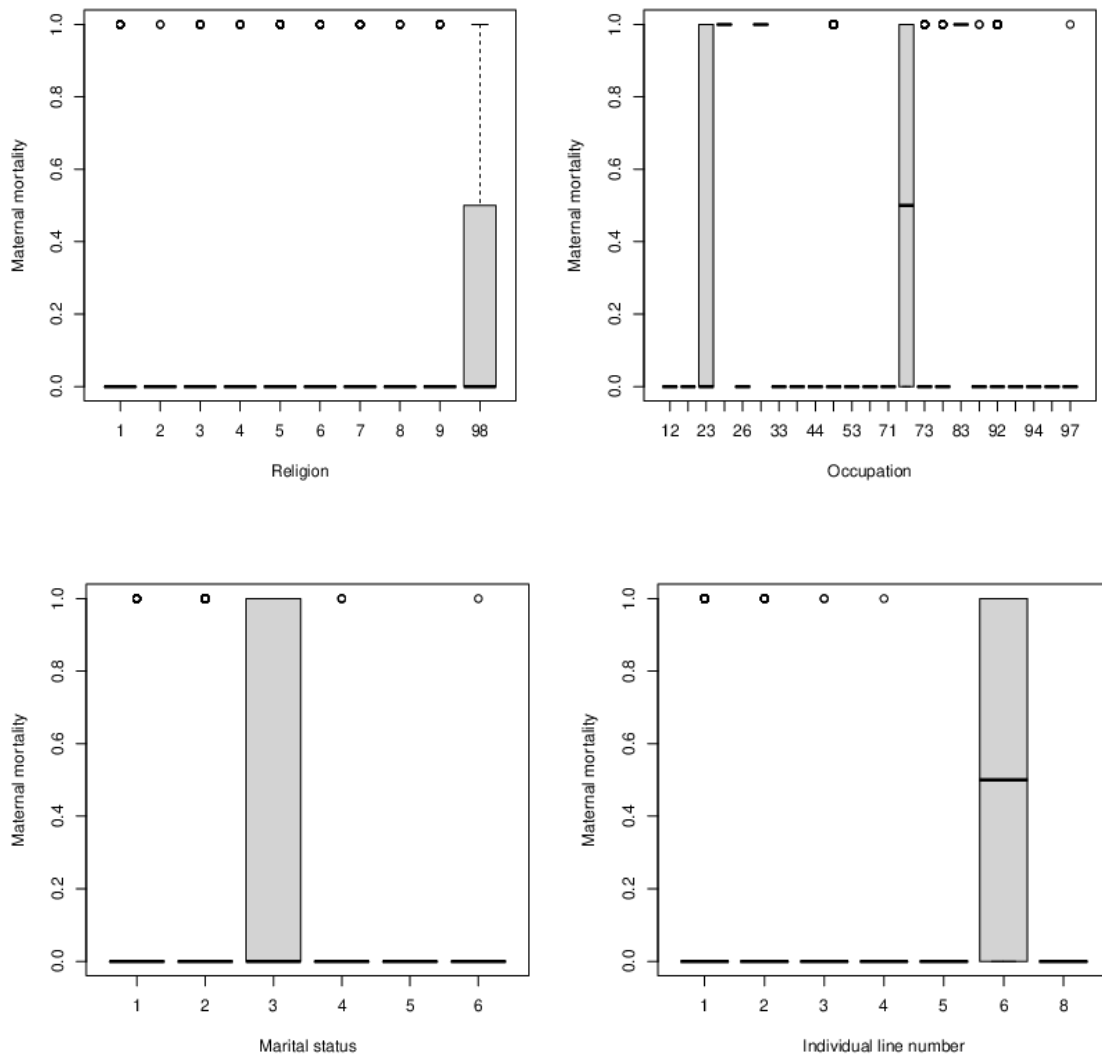 Maternal mortality
1.0
0.8
0.6
0.4
0.2
0.0
1 2 3 4 5 6 7 8 9 98
Religion
Maternal mortality
1.0
0.8
0.6
0.4
0.2
0.0
12 23 26 33 44 53 71 73 83 92 94 97
Occupation
Maternal mortality
1.0
0.8
0.6
0.4
0.2
0.0
1 2 3 4 5 6
Marital status
Maternal mortality
1.0
0.8
0.6
0.4
0.2
0.0
1 2 3 4 5 6 8
Individual line number